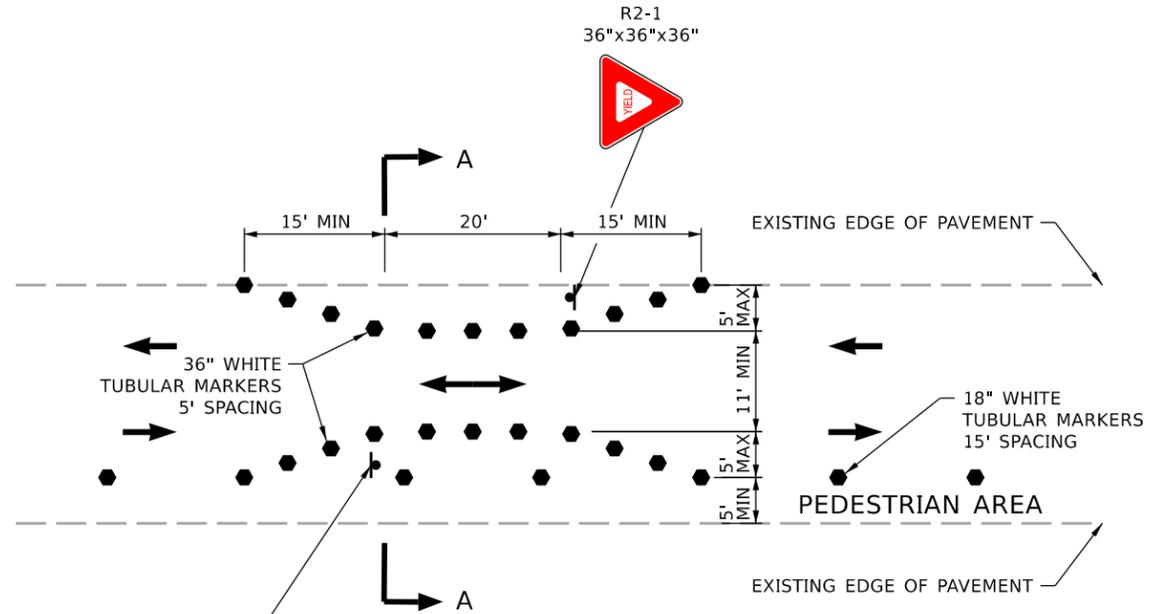 R2-1
36"x36"x36"
YIELD
A
15' MIN
20'
15' MIN
EXISTING EDGE OF PAVEMENT
5'
MAX
36" WHITE
TUBULAR MARKERS
5' SPACING
11' MIN
18" WHITE
TUBULAR MARKERS
15' SPACING
5'
MAX
5'
MIN
PEDESTRIAN AREA
EXISTING EDGE OF PAVEMENT
A